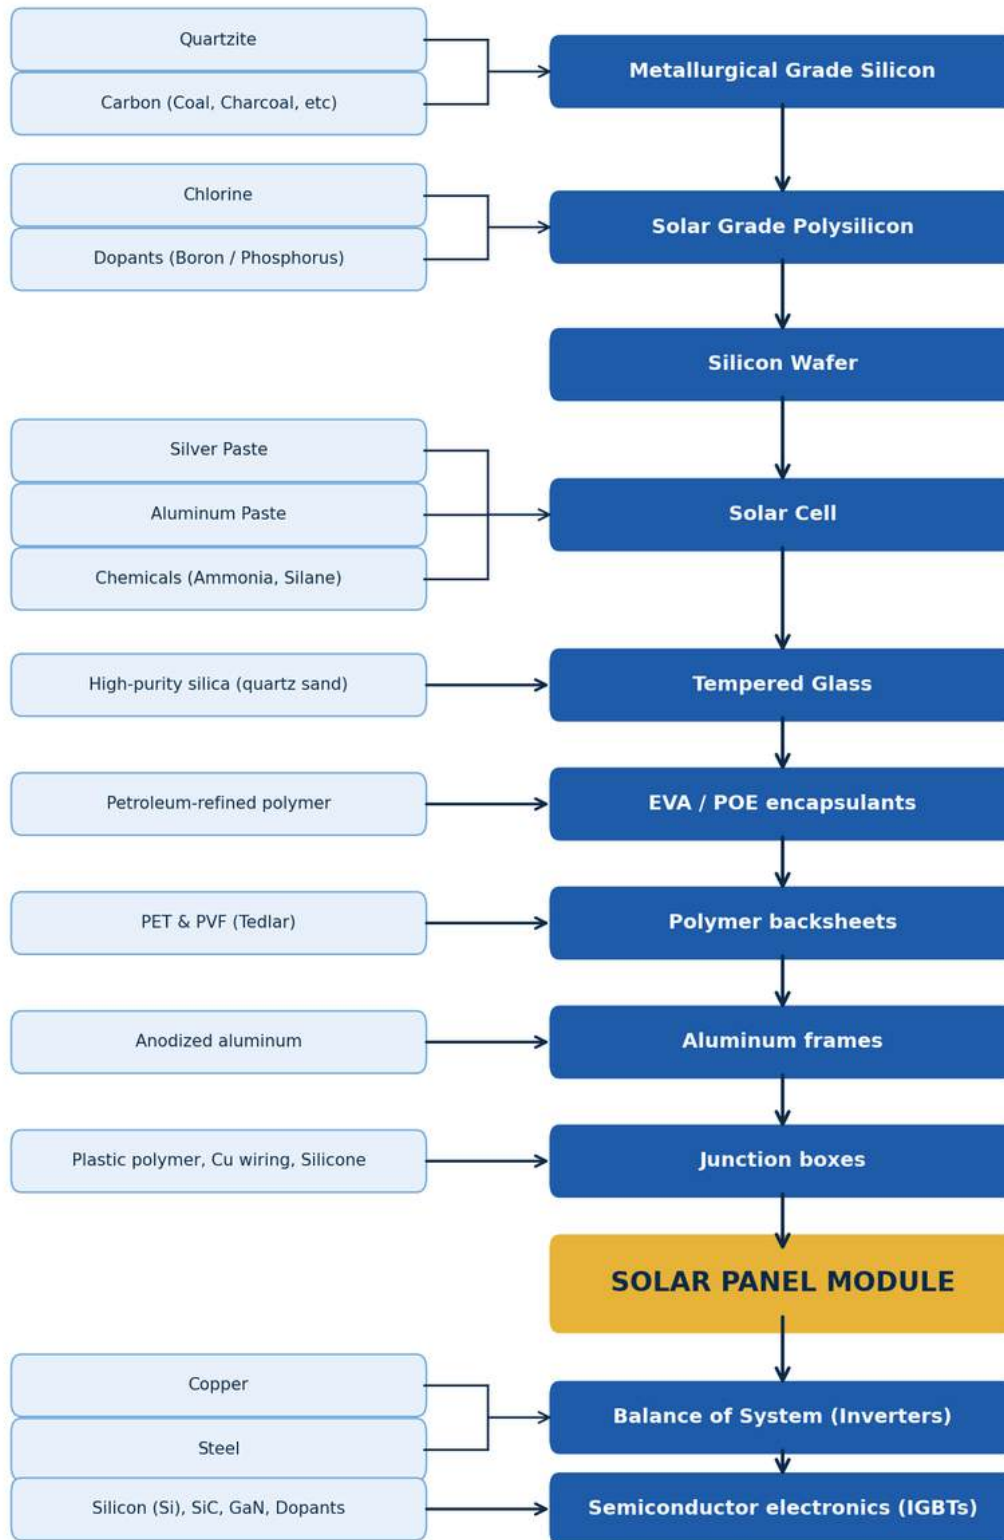 Quartzite
Metallurgical Grade Silicon
Carbon (Coal, Charcoal, etc)
Chlorine
Solar Grade Polysilicon
Dopants (Boron / Phosphorus)
Silicon Wafer
Silver Paste
Aluminum Paste
Solar Cell
Chemicals (Ammonia, Silane)
High-purity silica (quartz sand)
Tempered Glass
Petroleum-refined polymer
EVA / POE encapsulants
PET & PVF (Tedlar)
Polymer backsheets
Anodized aluminum
Aluminum frames
Plastic polymer, Cu wiring, Silicone
Junction boxes
SOLAR PANEL MODULE
Copper
Balance of System (Inverters)
Steel
Silicon (Si), SiC, GaN, Dopants
Semiconductor electronics (IGBTs)